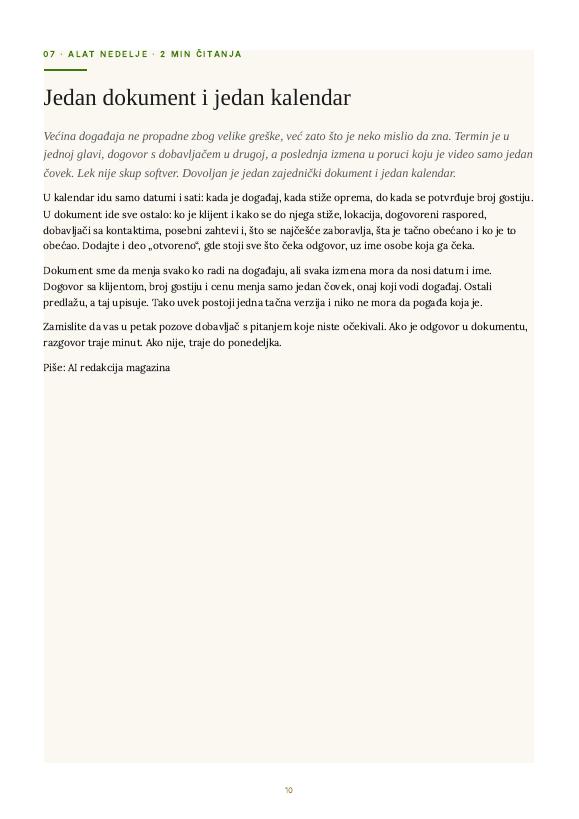 07 · ALAT NEDELJE · 2 MIN ČITANJA
Jedan dokument i jedan kalendar
Većina događaja ne propadne zbog velike greške, već zato što je neko mislio da zna. Termin je u
jednoj glavi, dogovor s dobavljačem u drugoj, a poslednja izmena u poruci koju je video samo jedan
čovek. Lek nije skup softver. Dovoljan je jedan zajednički dokument i jedan kalendar.
U kalendar idu samo datumi i sati: kada je događaj, kada stiže oprema, do kada se potvrđuje broj gostiju.
U dokument ide sve ostalo: ko je klijent i kako se do njega stiže, lokacija, dogovoreni raspored,
dobavljači sa kontaktima, posebni zahtevi i, što se najčešće zaboravlja, šta je tačno obećano i ko je to
obećao. Dodajte i deo „otvoreno“, gde stoji sve što čeka odgovor, uz ime osobe koja ga čeka.
Dokument sme da menja svako ko radi na događaju, ali svaka izmena mora da nosi datum i ime.
Dogovor sa klijentom, broj gostiju i cenu menja samo jedan čovek, onaj koji vodi događaj. Ostali
predlažu, a taj upisuje. Tako uvek postoji jedna tačna verzija i niko ne mora da pogađa koja je.
Zamislite da vas u petak pozove dobavljač s pitanjem koje niste očekivali. Ako je odgovor u dokumentu,
razgovor traje minut. Ako nije, traje do ponedeljka.
Piše: AI redakcija magazina
10